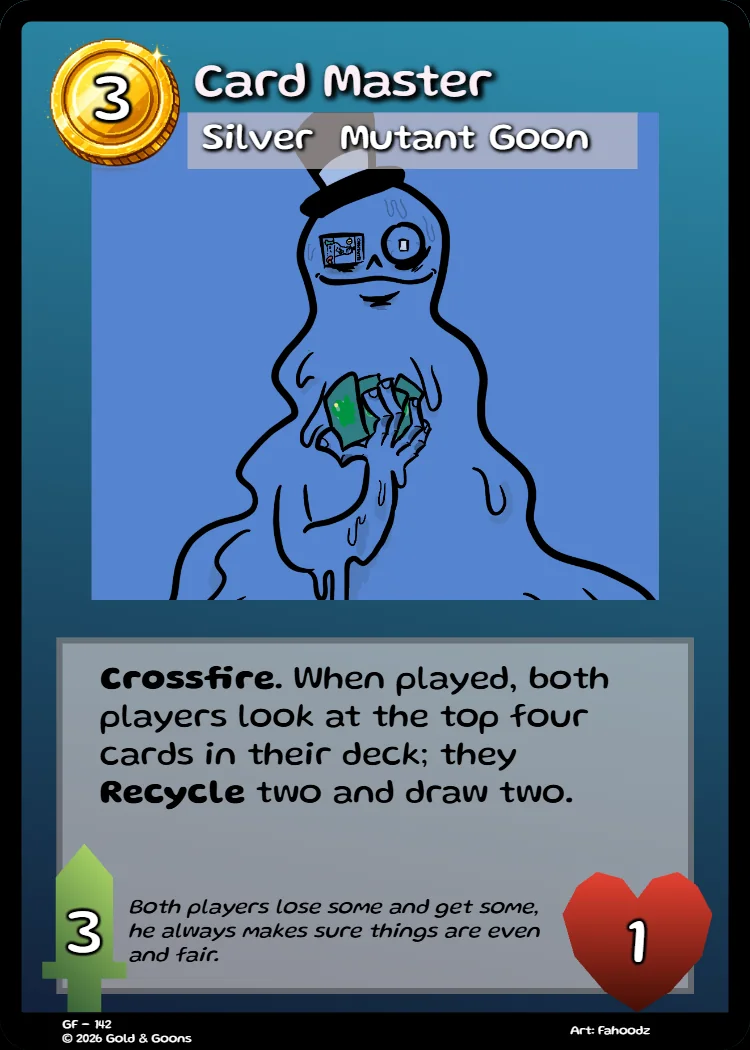 3
Card Master
Silver Mutant Goon
Crossfire. When played, both
players look at the top four
cards in their deck; they
Recycle two and draw two.
3
Both players lose some and get some,
he always makes sure things are even
and fair.
1
GF - 142
© 2026 Gold & Goons
Art: fahoodz